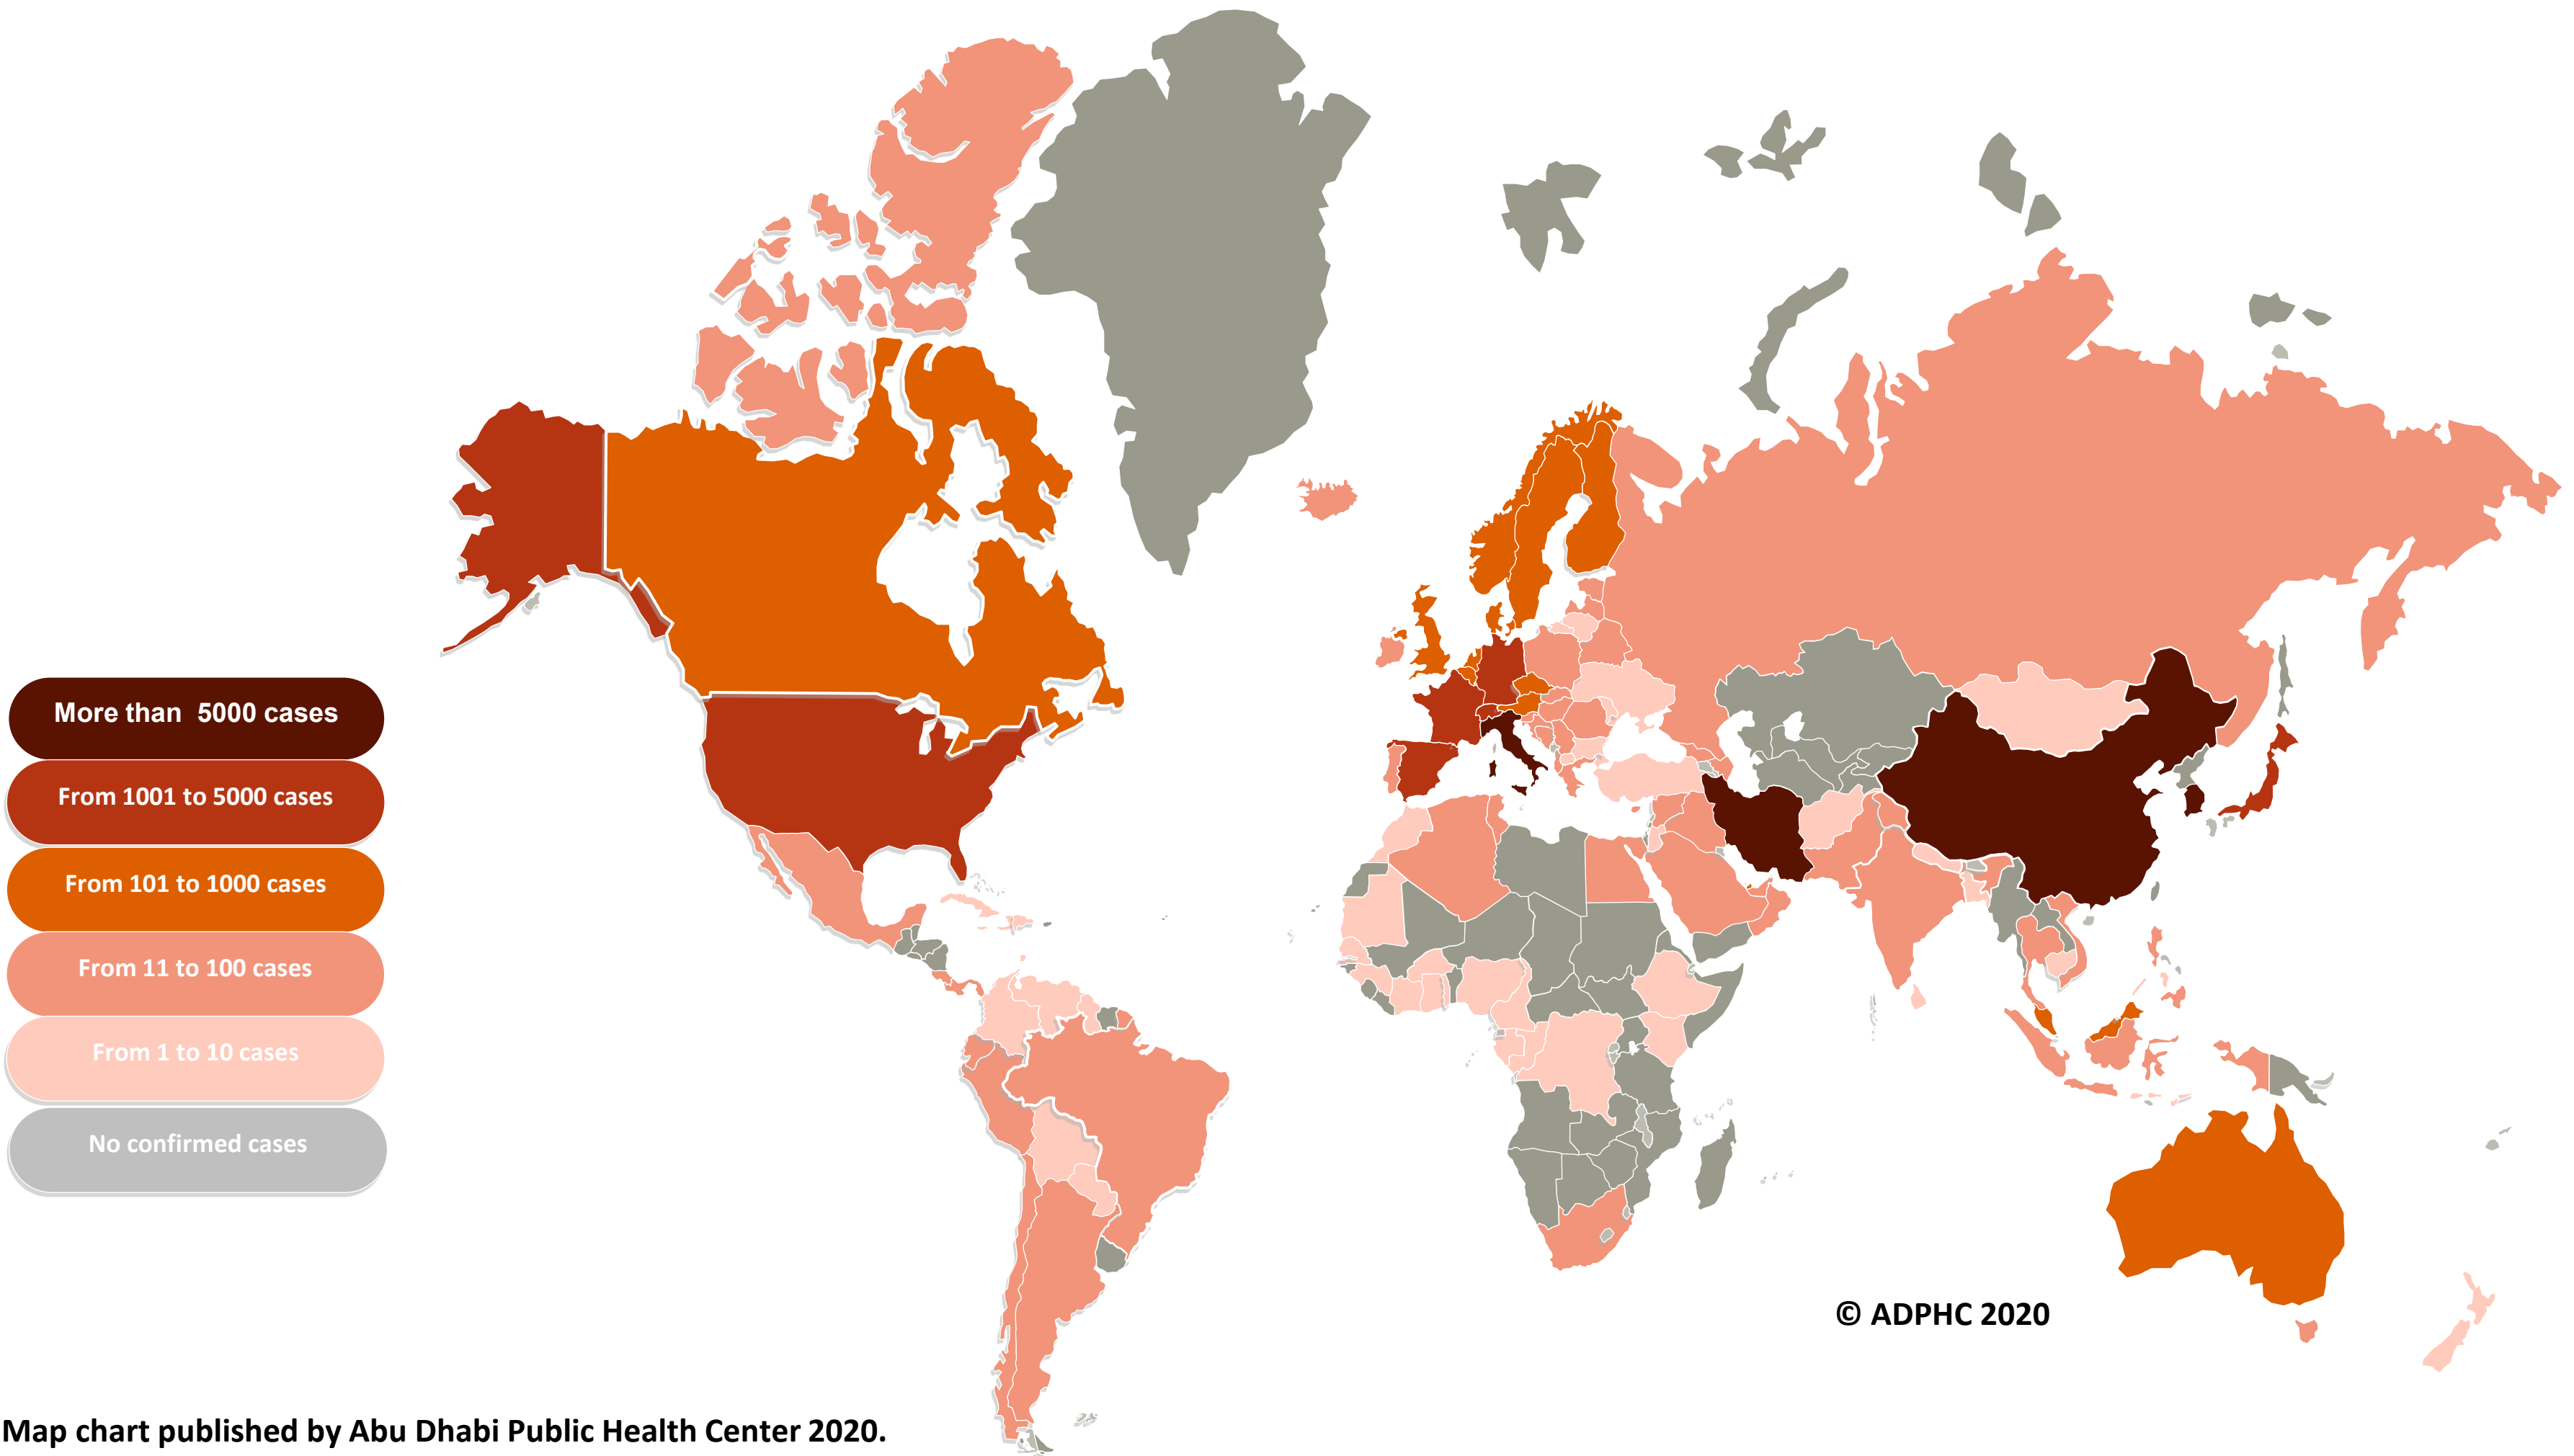 More than  5000 cases
From 1001 to 5000 cases
From 101 to 1000 cases
From 11 to 100 cases
From 1 to 10 cases
No confirmed cases
© ADPHC 2020
Map chart published by Abu Dhabi Public Health Center 2020.